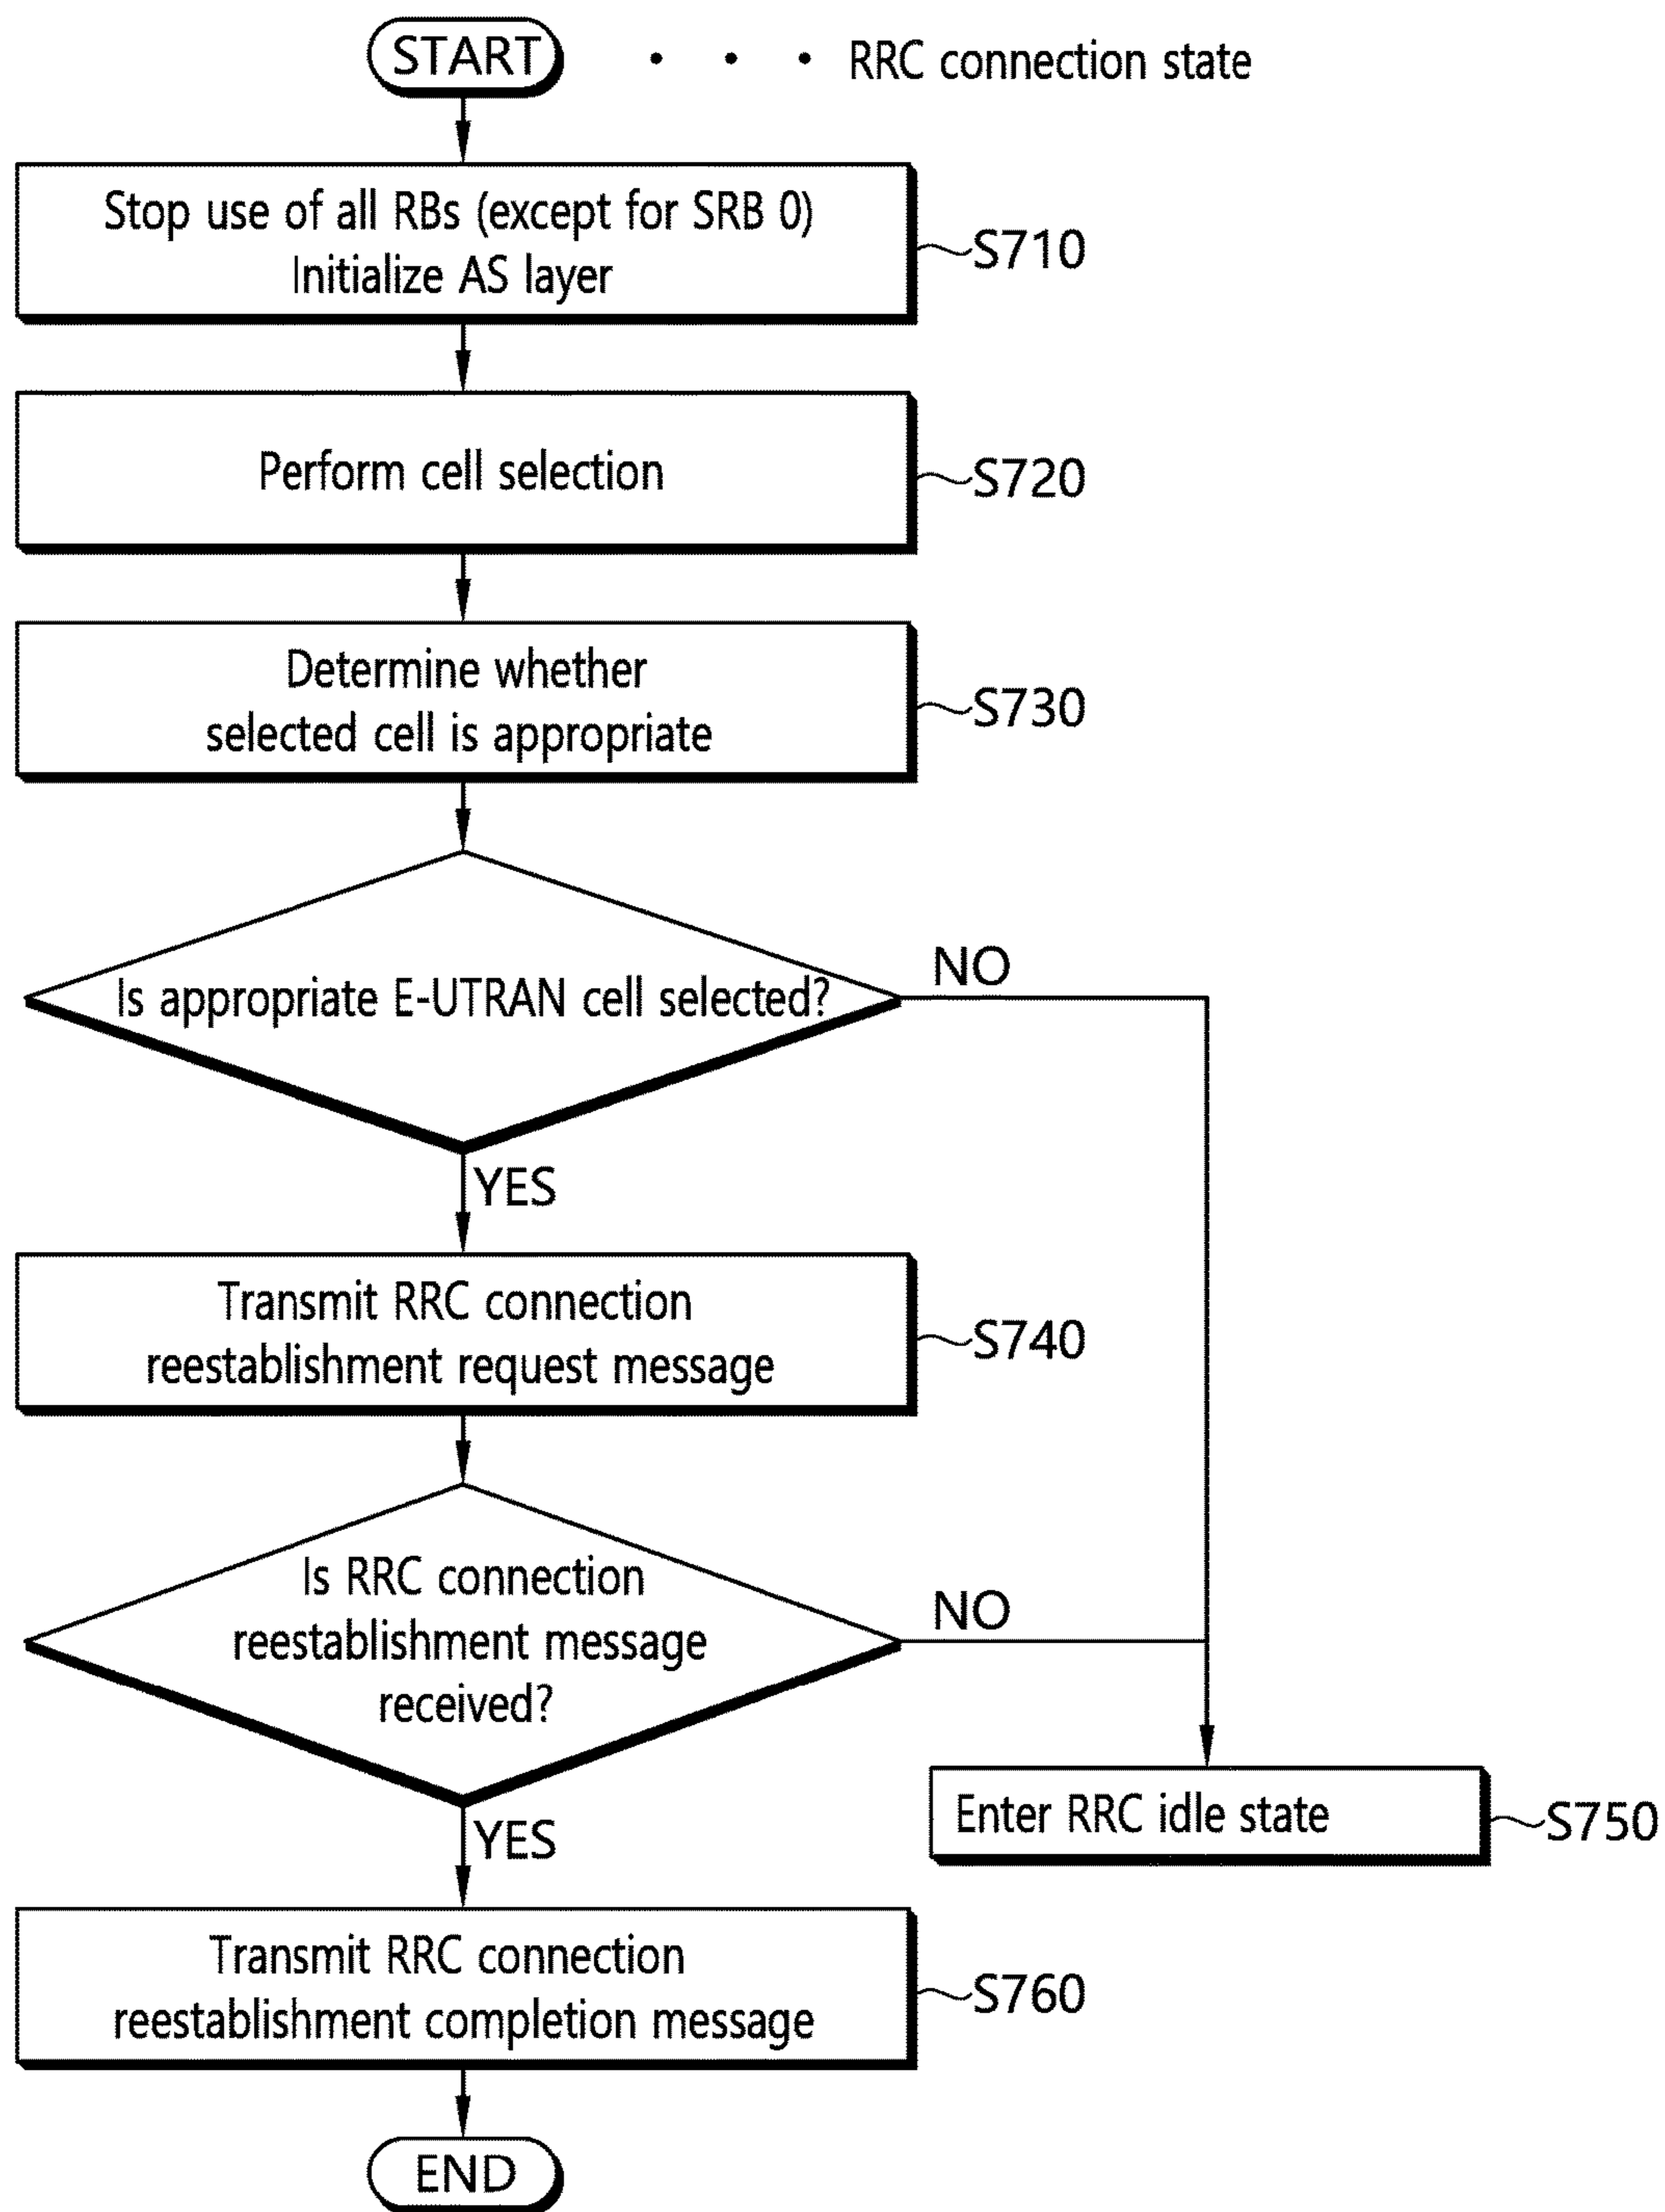 START
· · · RRC connection state
Stop use of all RBs (except for SRB 0)
Initialize AS layer
S710
Perform cell selection
S720
Determine whether
selected cell is appropriate
S730
Is appropriate E-UTRAN cell selected?
NO
YES
Transmit RRC connection
reestablishment request message
S740
Is RRC connection
reestablishment message
received?
NO
YES
Enter RRC idle state
S750
Transmit RRC connection
reestablishment completion message
S760
END